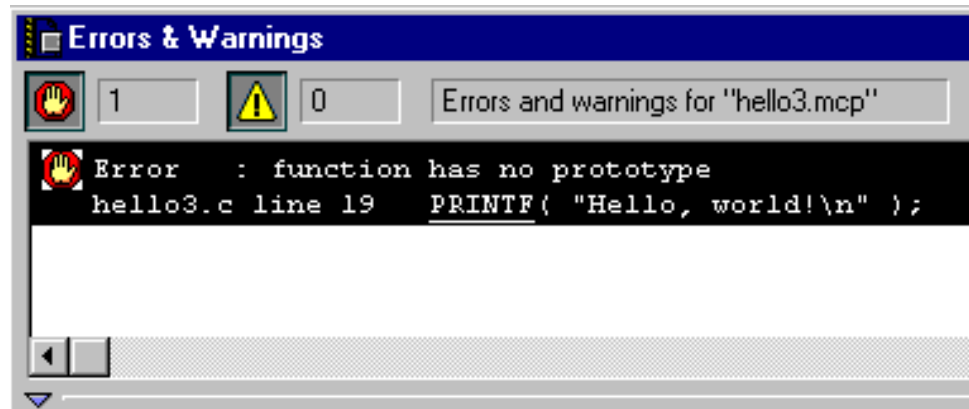 Errors & Warnings
1 0 Errors and warnings for "hello3.mcp"
Error : function has no prototype
hello3.c line 19 PRINTF( "Hello, world!\n" );